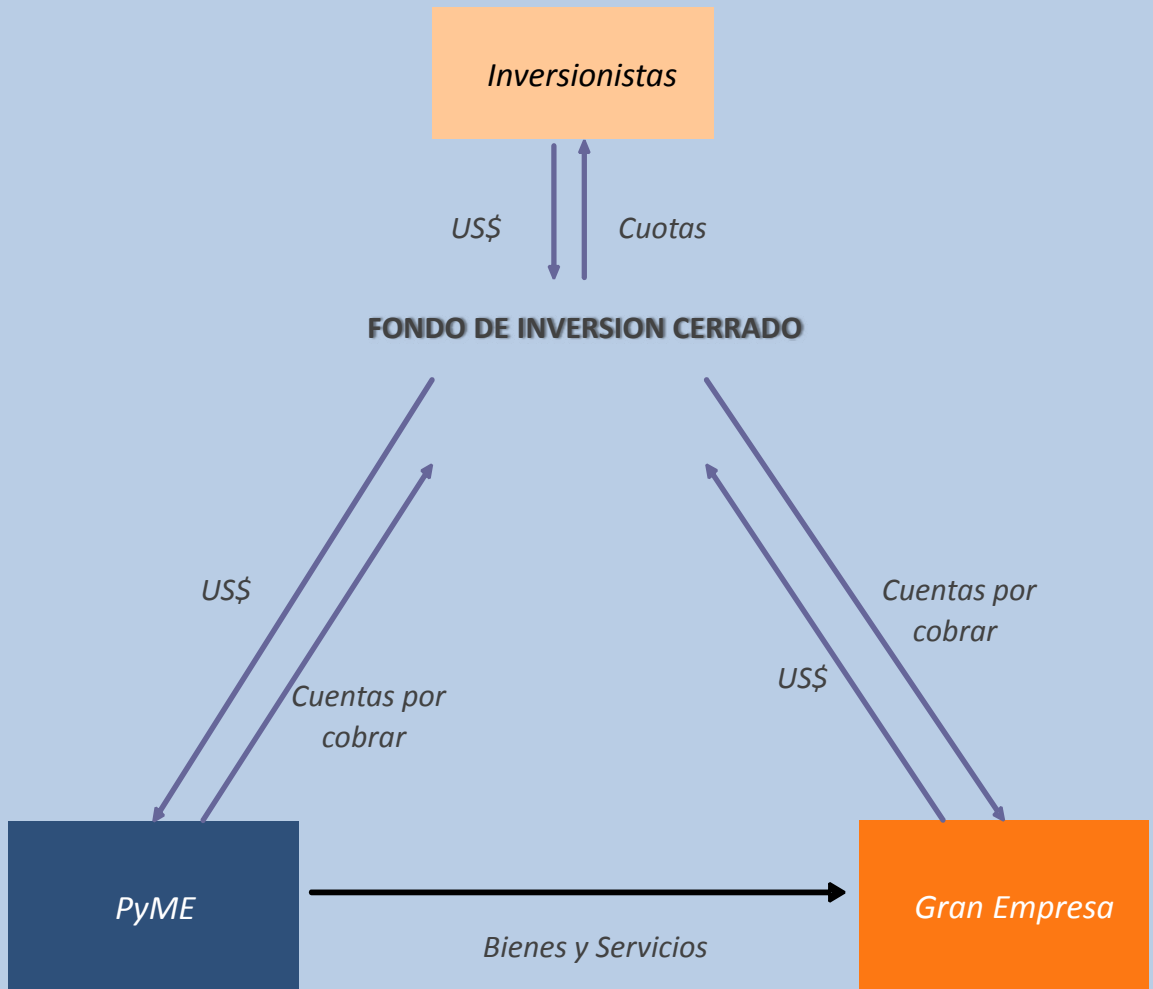 Inversionistas
US$
Cuotas
FONDO DE INVERSION CERRADO
US$
Cuentas por
cobrar
Cuentas por
cobrar
US$
PyME
Bienes y Servicios
Gran Empresa